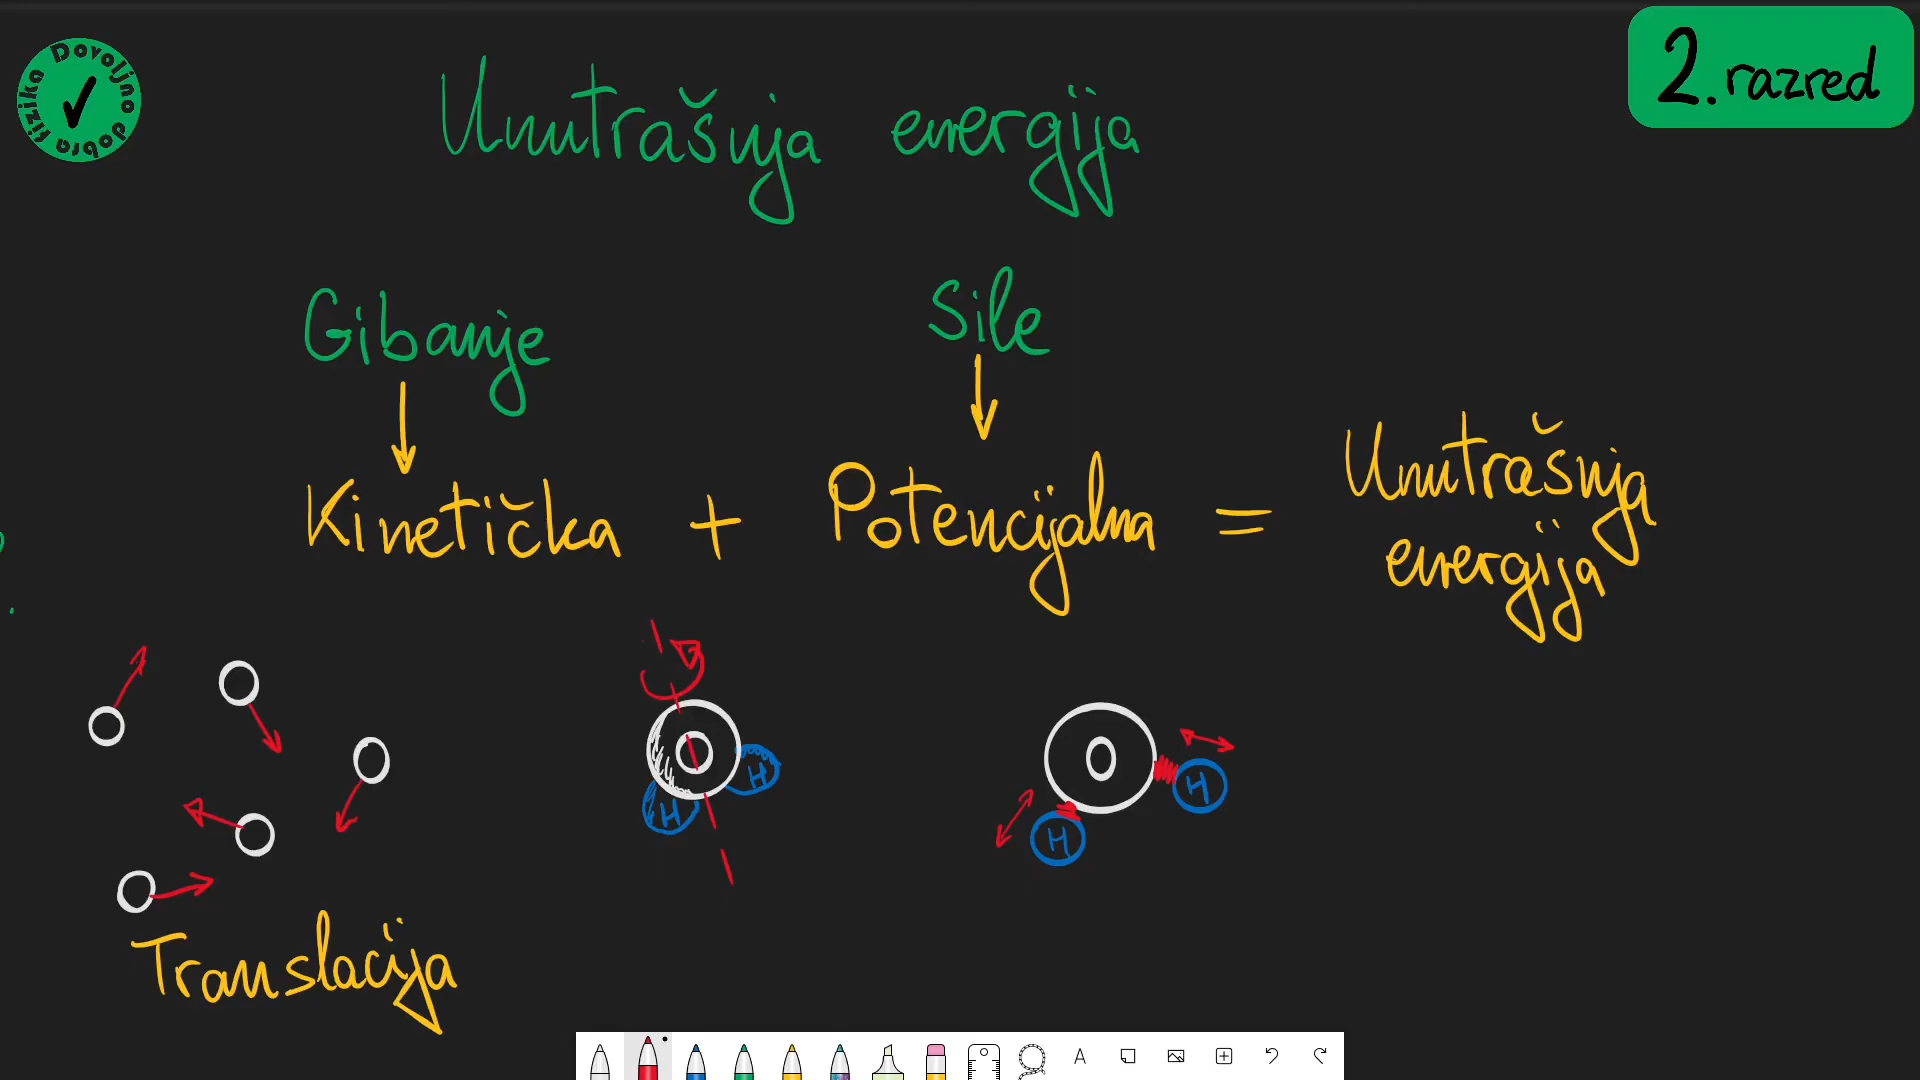 Dovoljno dobra fizika
2. razred
Unutrašnja energija
Gibanje
Sile
Kinetička + Potencijalna = Unutrašnja energija
O
H
H
O
H
H
Translacija
A